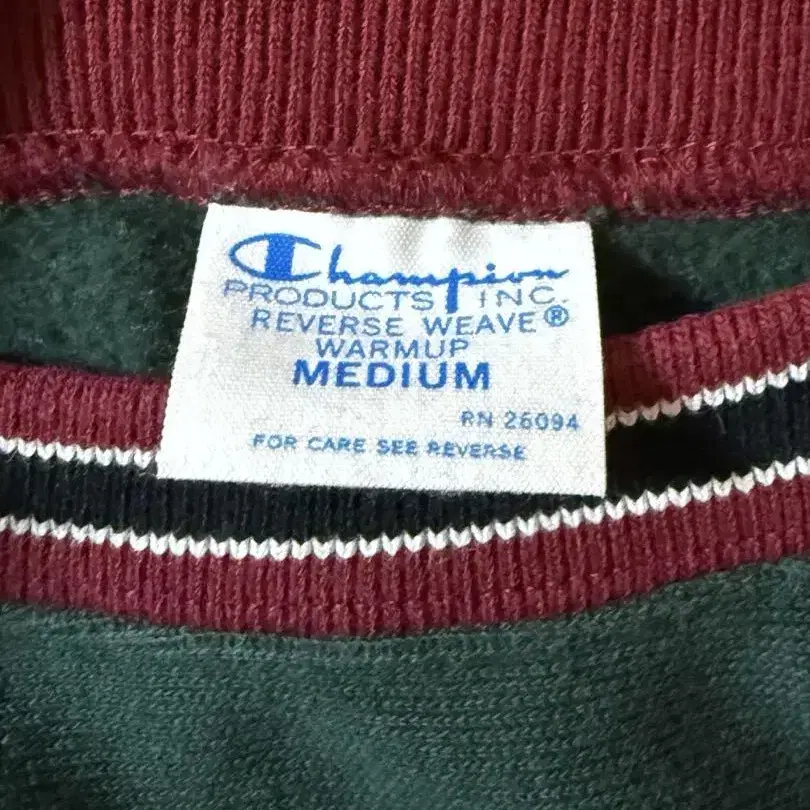 Champion
PRODUCTS INC.
REVERSE WEAVE®
WARMUP
MEDIUM
RN 26094
FOR CARE SEE REVERSE